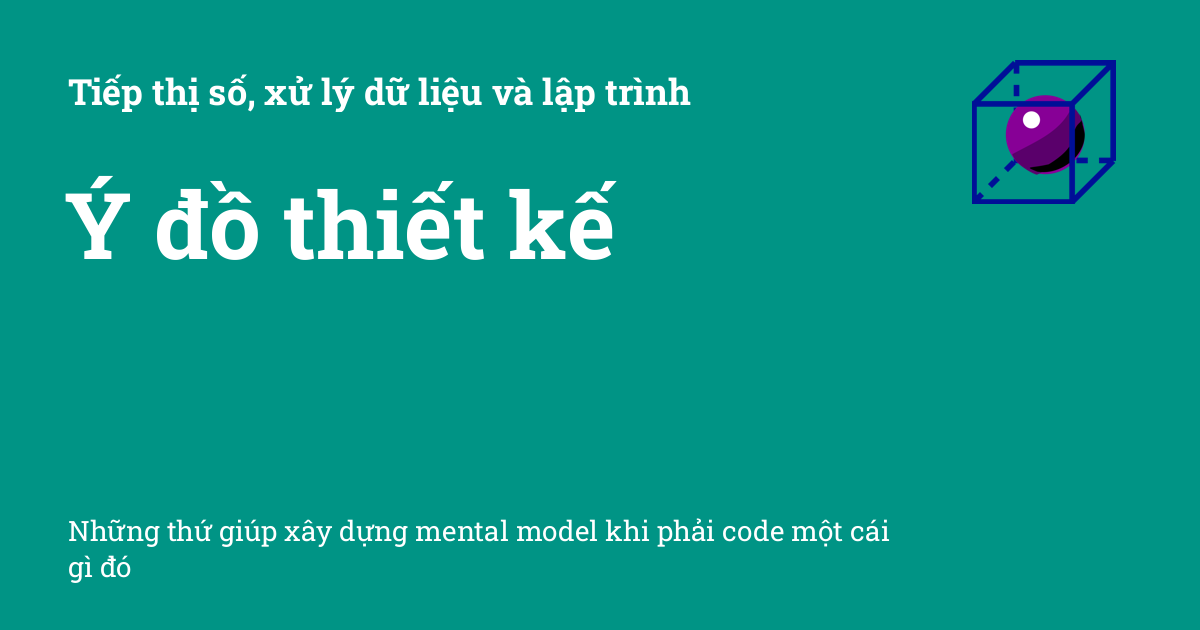 Tiếp thị số, xử lý dữ liệu và lập trình
Ý đồ thiết kế
Những thứ giúp xây dựng mental model khi phải code một cái
gì đó